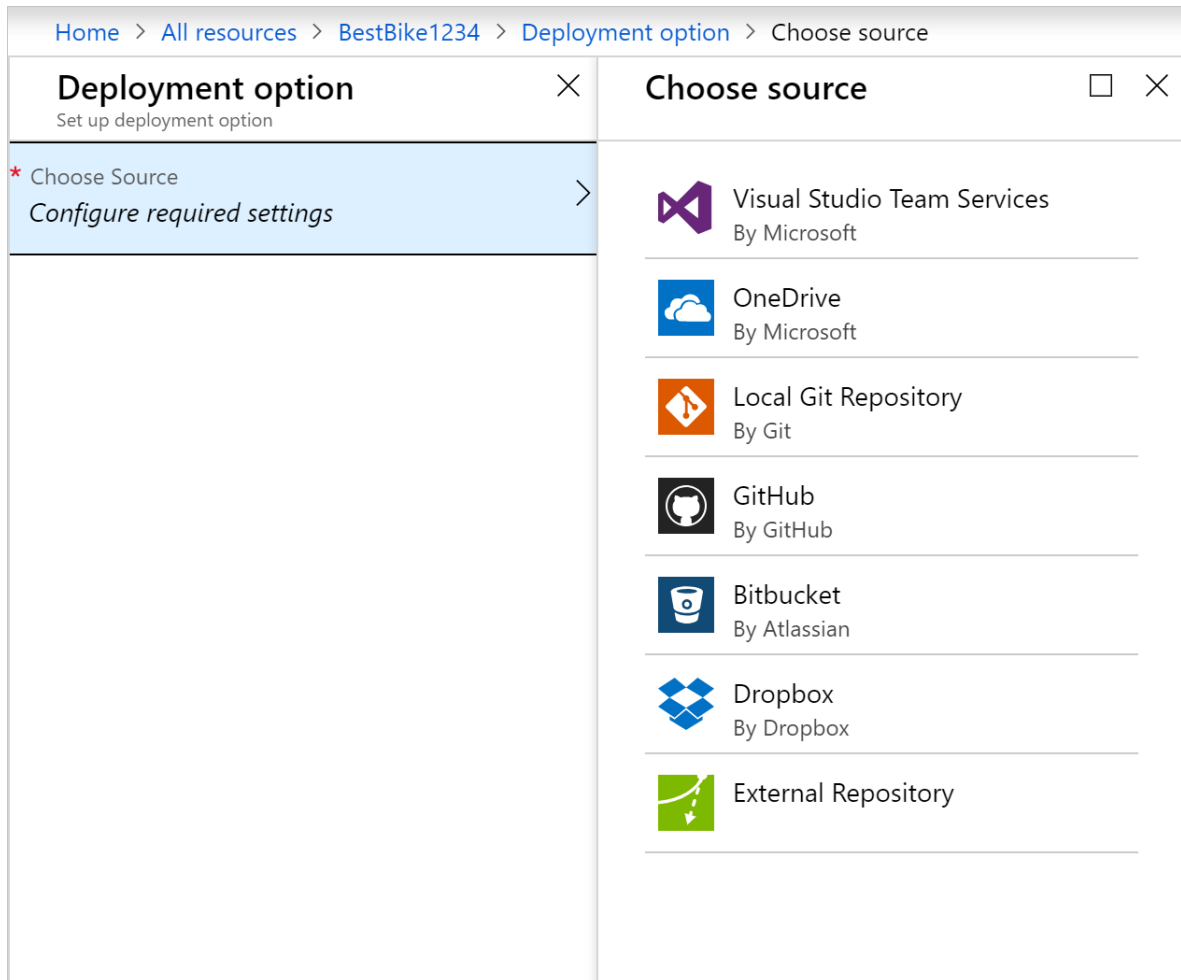 Home > All resources > BestBike1234 > Deployment option > Choose source
Deployment option
Set up deployment option
* Choose Source
Configure required settings
Choose source
Visual Studio Team Services
By Microsoft
OneDrive
By Microsoft
Local Git Repository
By Git
GitHub
By GitHub
Bitbucket
By Atlassian
Dropbox
By Dropbox
External Repository